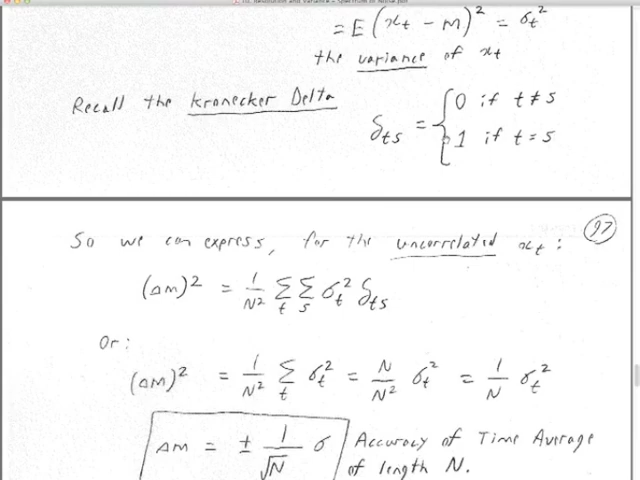 = E (x_t - m)² = σ_t²
the variance of x_t
Recall the Kronecker Delta
δ_ts = { 0 if t ≠ s
1 if t = s
97
So we can express, for the uncorrelated x_t :
(Δm)² = 1/N² Σ_t Σ_s σ_t² δ_ts
Or:
(Δm)² = 1/N² Σ_t σ_t² = N/N² σ_t² = 1/N σ_t²
Δm = ± 1/√N σ Accuracy of Time Average
of length N.